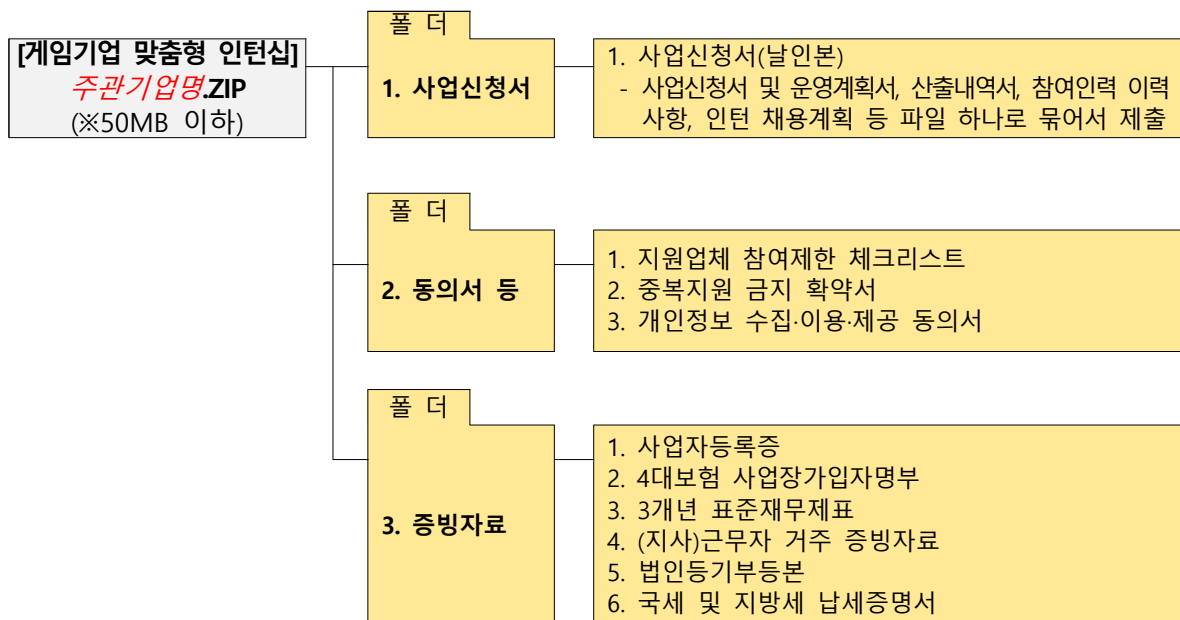 [게임기업 맞춤형 인턴십]
주관기업명.ZIP
(※50MB 이하)
폴 더
1. 사업신청서
1. 사업신청서(날인본)
- 사업신청서 및 운영계획서, 산출내역서, 참여인력 이력
사항, 인턴 채용계획 등 파일 하나로 묶어서 제출
폴 더
2. 동의서 등
1. 지원업체 참여제한 체크리스트
2. 중복지원 금지 확약서
3. 개인정보 수집·이용·제공 동의서
폴 더
3. 증빙자료
1. 사업자등록증
2. 4대보험 사업장가입자명부
3. 3개년 표준재무제표
4. (지사)근무자 거주 증빙자료
5. 법인등기부등본
6. 국세 및 지방세 납세증명서